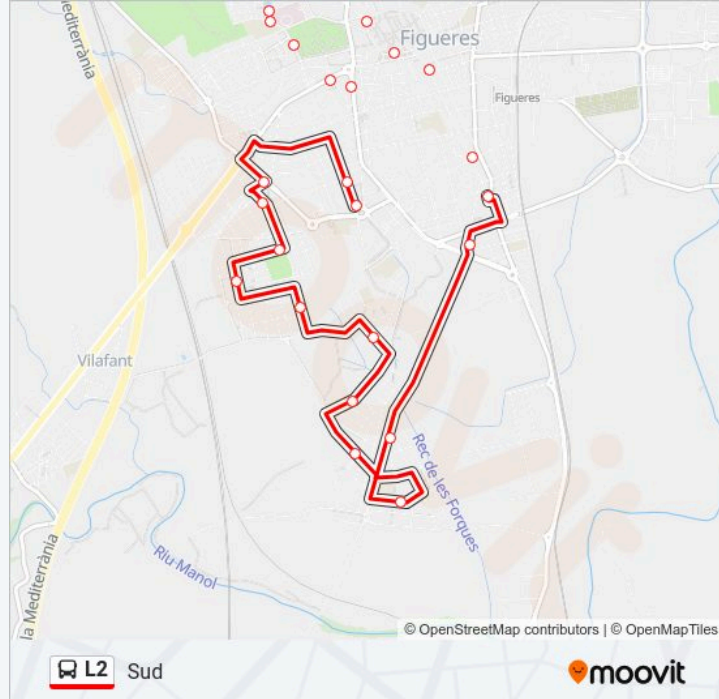 Mediterrània
Figueres
Figueres
Vilafant
Rec de les Forques
Riu Manol
la Mediterrània
© OpenStreetMap contributors | © OpenMapTiles
L2 Sud
moovit